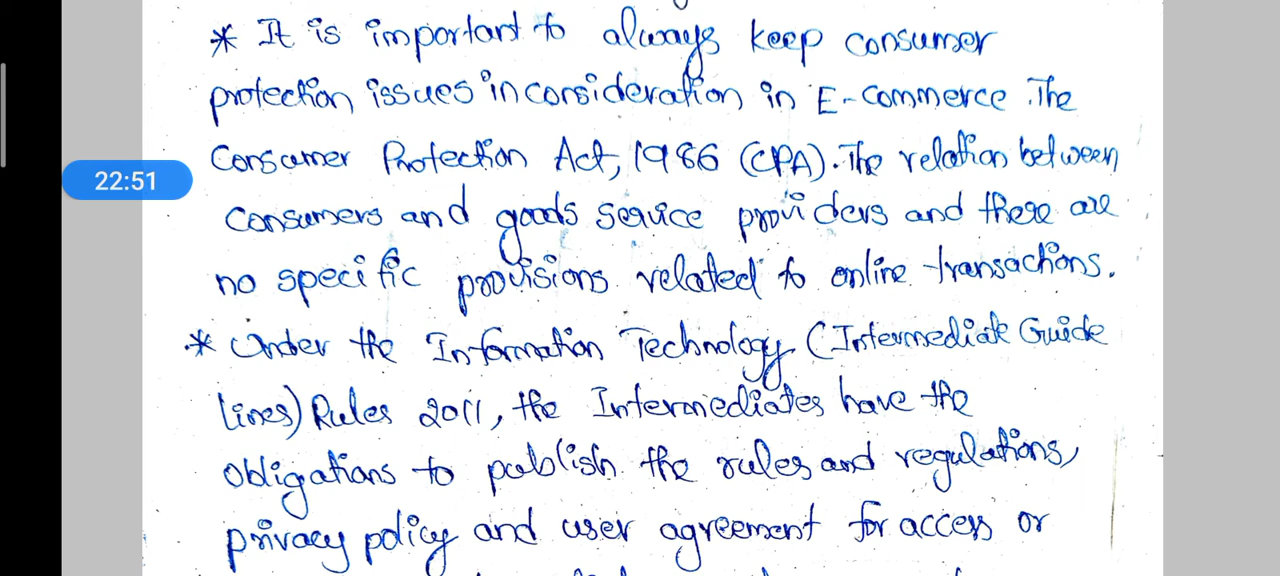 * It is important to always keep consumer
protection issues in consideration in E-Commerce. The
Consumer Protection Act, 1986 (CPA). The relation between
22:51
consumers and goods service providers and there are
no specific provisions related to online transactions.
* Under the Information Technology (Intermediate Guide
lines) Rules 2011, the Intermediates have the
obligations to publish the rules and regulations,
privacy policy and user agreement for access or